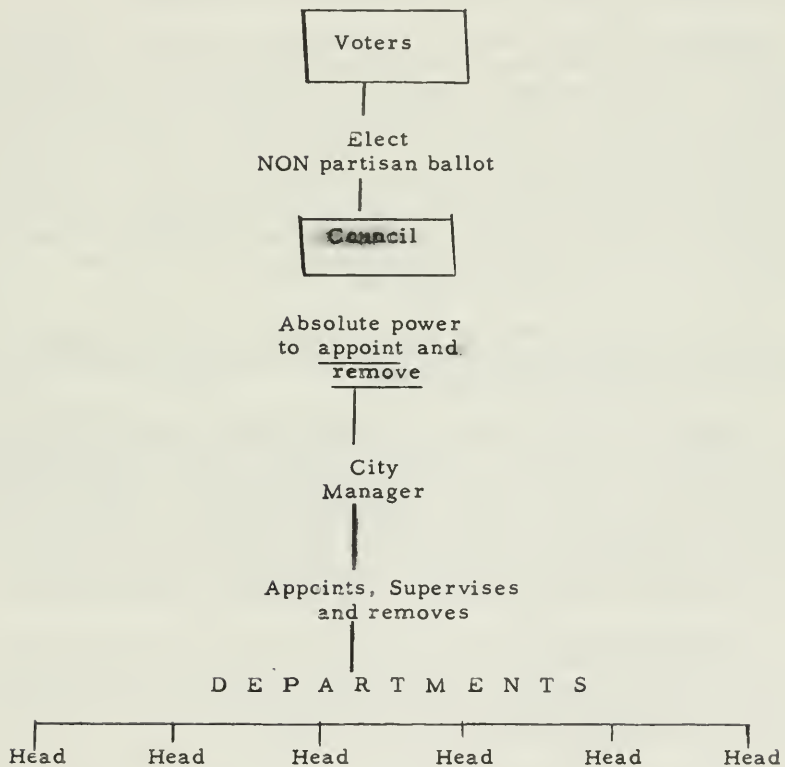 Voters
Elect
NON partisan ballot
Council
Absolute power
to appoint and
remove
City
Manager
Appoints, Supervises
and removes
DEPARTMENTS
Head Head Head Head Head Head